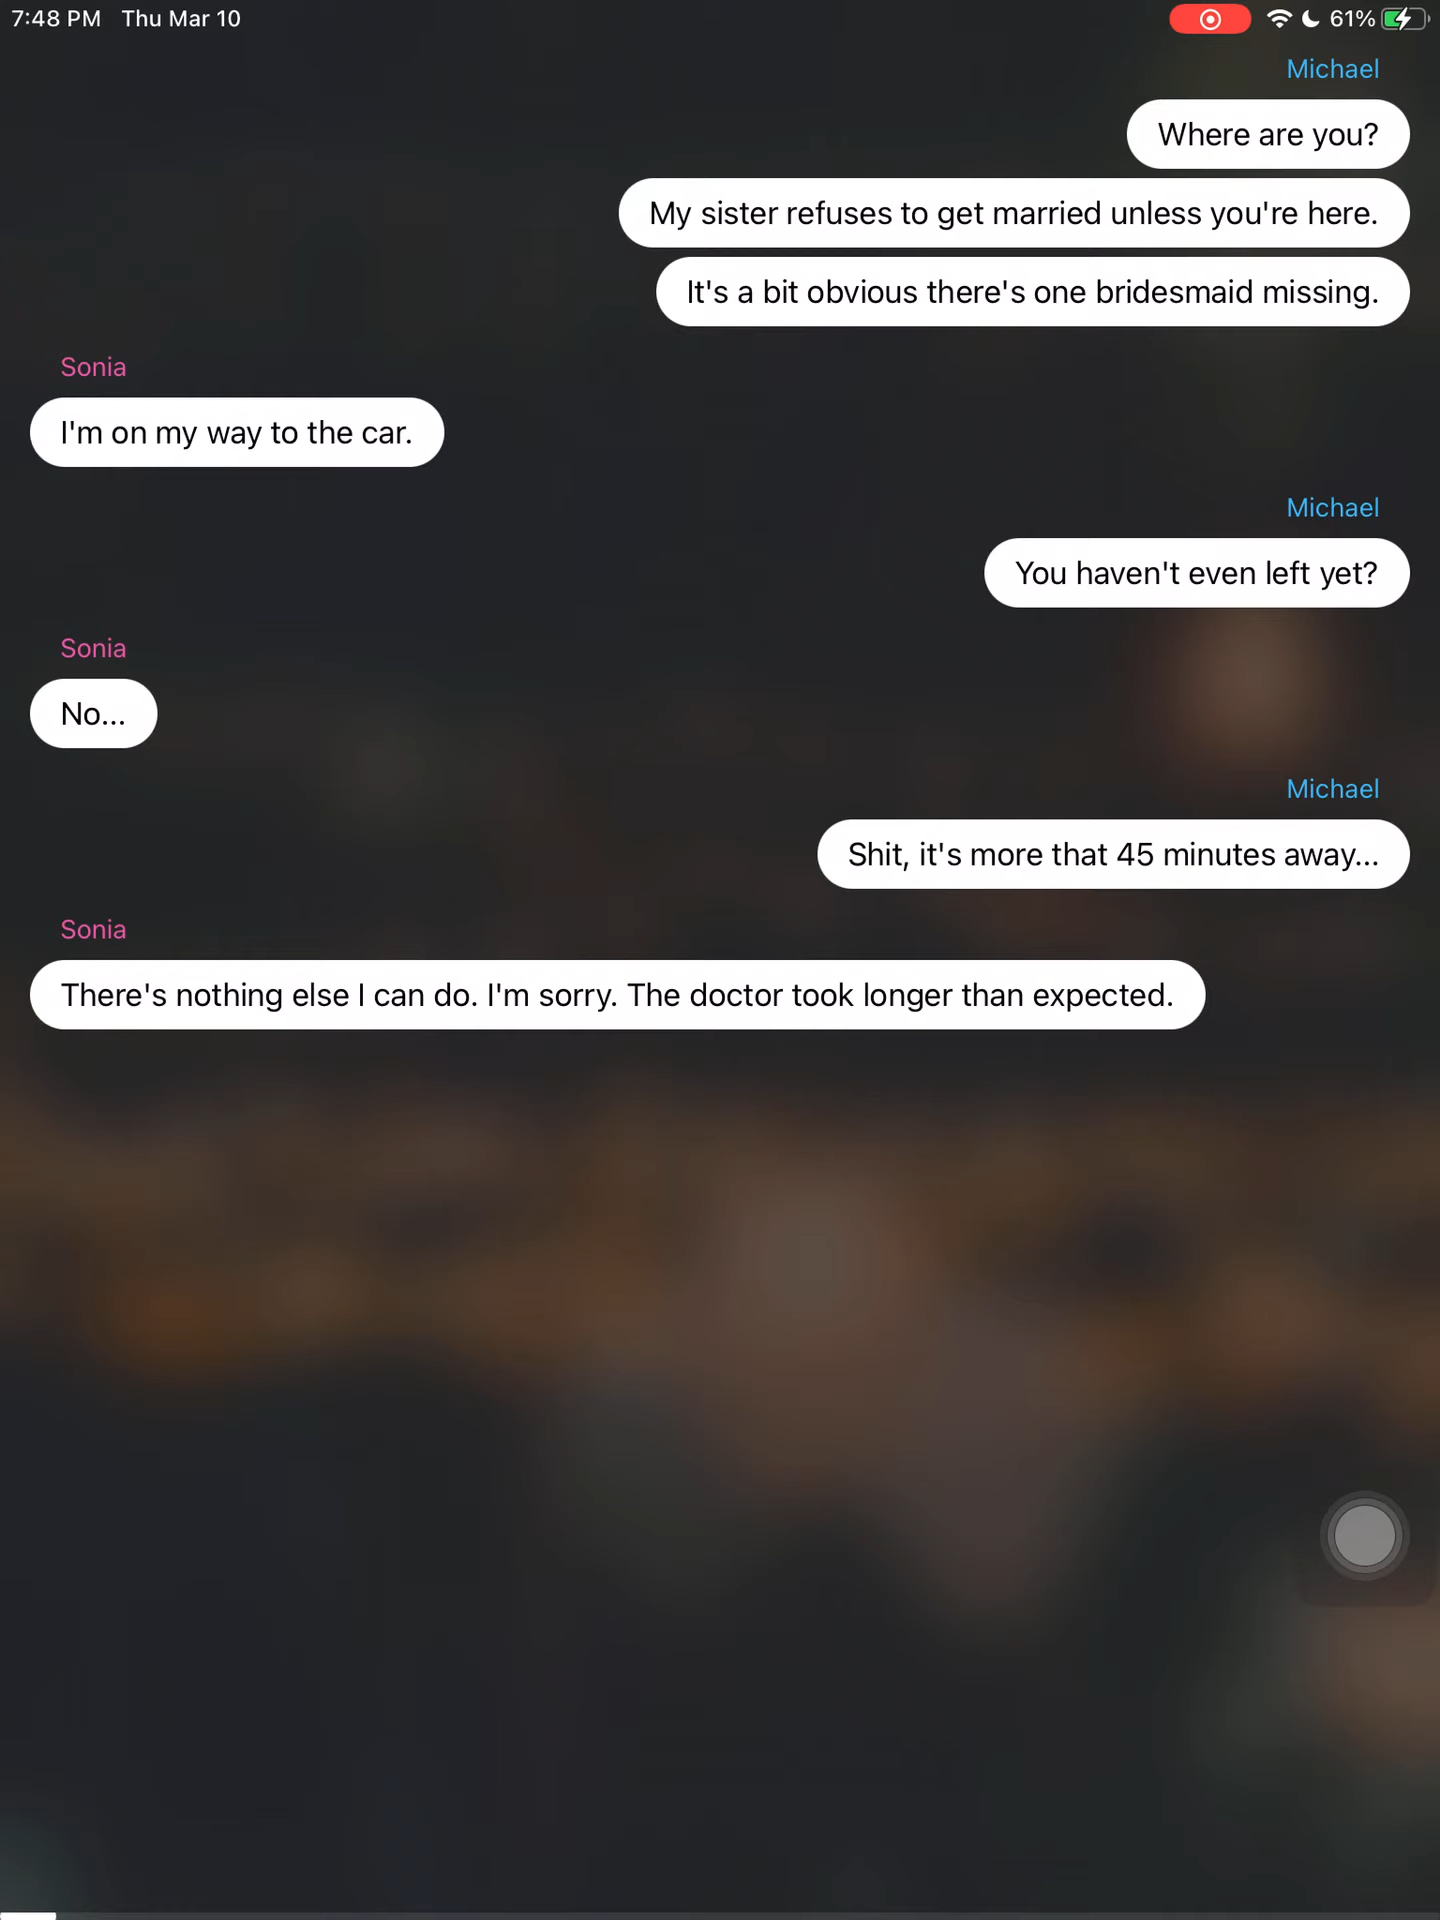 7:48 PM Thu Mar 10 61%
Michael
Where are you?
My sister refuses to get married unless you're here.
It's a bit obvious there's one bridesmaid missing.
Sonia
I'm on my way to the car.
Michael
You haven't even left yet?
Sonia
No...
Michael
Shit, it's more that 45 minutes away...
Sonia
There's nothing else I can do. I'm sorry. The doctor took longer than expected.